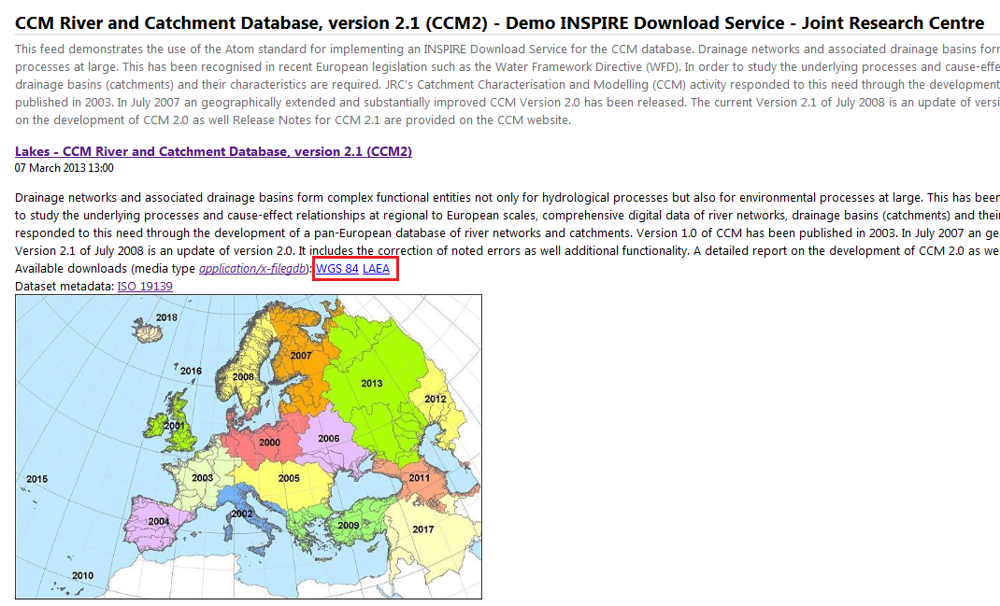 CCM River and Catchment Database, version 2.1 (CCM2) - Demo INSPIRE Download Service - Joint Research Centre
This feed demonstrates the use of the Atom standard for implementing an INSPIRE Download Service for the CCM database. Drainage networks and associated drainage basins for
processes at large. This has been recognised in recent European legislation such as the Water Framework Directive (WFD). In order to study the underlying processes and cause-effe
drainage basins (catchments) and their characteristics are required. JRC's Catchment Characterisation and Modelling (CCM) activity responded to this need through the development
published in 2003. In July 2007 an geographically extended and substantially improved CCM Version 2.0 has been released. The current Version 2.1 of July 2008 is an update of versi
on the development of CCM 2.0 as well Release Notes for CCM 2.1 are provided on the CCM website.
Lakes - CCM River and Catchment Database, version 2.1 (CCM2)
07 March 2013 13:00
Drainage networks and associated drainage basins form complex functional entities not only for hydrological processes but also for environmental processes at large. This has been
to study the underlying processes and cause-effect relationships at regional to European scales, comprehensive digital data of river networks, drainage basins (catchments) and thei
responded to this need through the development of a pan-European database of river networks and catchments. Version 1.0 of CCM has been published in 2003. In July 2007 an ge
Version 2.1 of July 2008 is an update of version 2.0. It includes the correction of noted errors as well additional functionality. A detailed report on the development of CCM 2.0 as we
Available downloads (media type application/x-filegdb): WGS 84 LAEA
Dataset metadata: ISO 19139
2018
2007
2016
2008
2013
2012
2001
2000
2006
2015
2003
2005
2011
2002
2004
2009
2017
2010